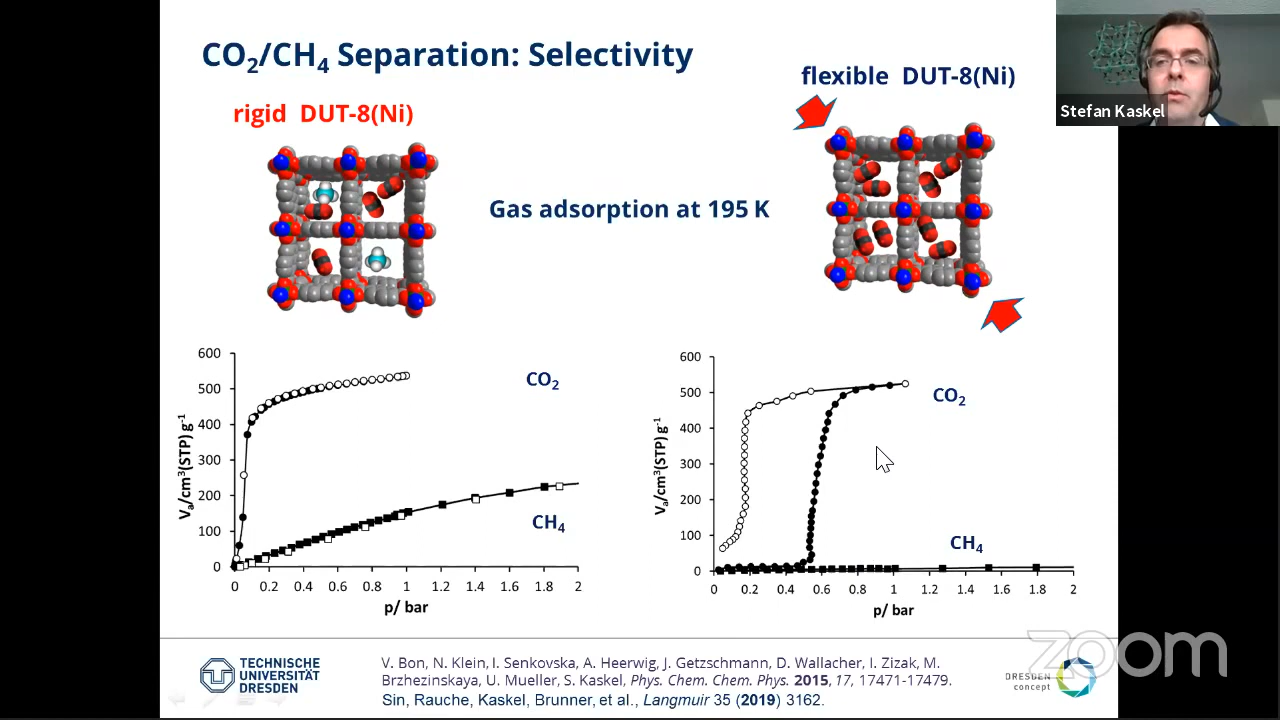 CO₂/CH₄ Separation: Selectivity
flexible DUT-8(Ni)
Stefan Kaskel
rigid DUT-8(Ni)
Gas adsorption at 195 K
600
500
400
300
200
100
0
Vₐ/cm³(STP) g⁻¹
CO₂
CH₄
0 0.2 0.4 0.6 0.8 1 1.2 1.4 1.6 1.8 2
p/ bar
600
500
400
300
200
100
0
Vₐ/cm³(STP) g⁻¹
CO₂
CH₄
0 0.2 0.4 0.6 0.8 1 1.2 1.4 1.6 1.8 2
p/ bar
TECHNISCHE
UNIVERSITÄT
DRESDEN
V. Bon, N. Klein, I. Senkovska, A. Heerwig, J. Getzschmann, D. Wallacher, I. Zizak, M.
Brzhezinskaya, U. Mueller, S. Kaskel, Phys. Chem. Chem. Phys. 2015, 17, 17471-17479.
Sin, Rauche, Kaskel, Brunner, et al., Langmuir 35 (2019) 3162.
DRESDEN
concept
zoom